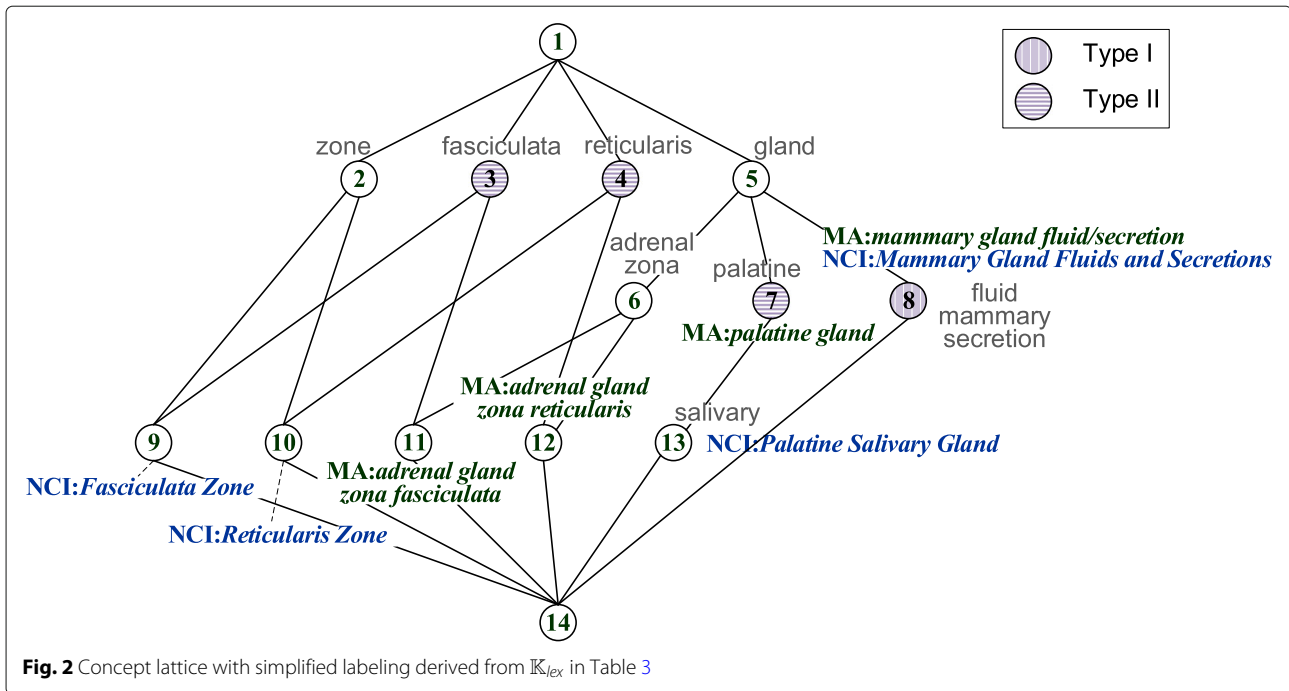 1
Type I
Type II
zone
fasciculata
reticularis
gland
2
3
4
5
adrenal
zona
palatine
MA:mammary gland fluid/secretion
NCI:Mammary Gland Fluids and Secretions
6
7
8
fluid
mammary
secretion
MA:palatine gland
MA:adrenal gland
zona reticularis
salivary
9
10
11
12
13
NCI:Palatine Salivary Gland
NCI:Fasciculata Zone
MA:adrenal gland
zona fasciculata
NCI:Reticularis Zone
14
Fig. 2 Concept lattice with simplified labeling derived from 𝕂lex in Table 3